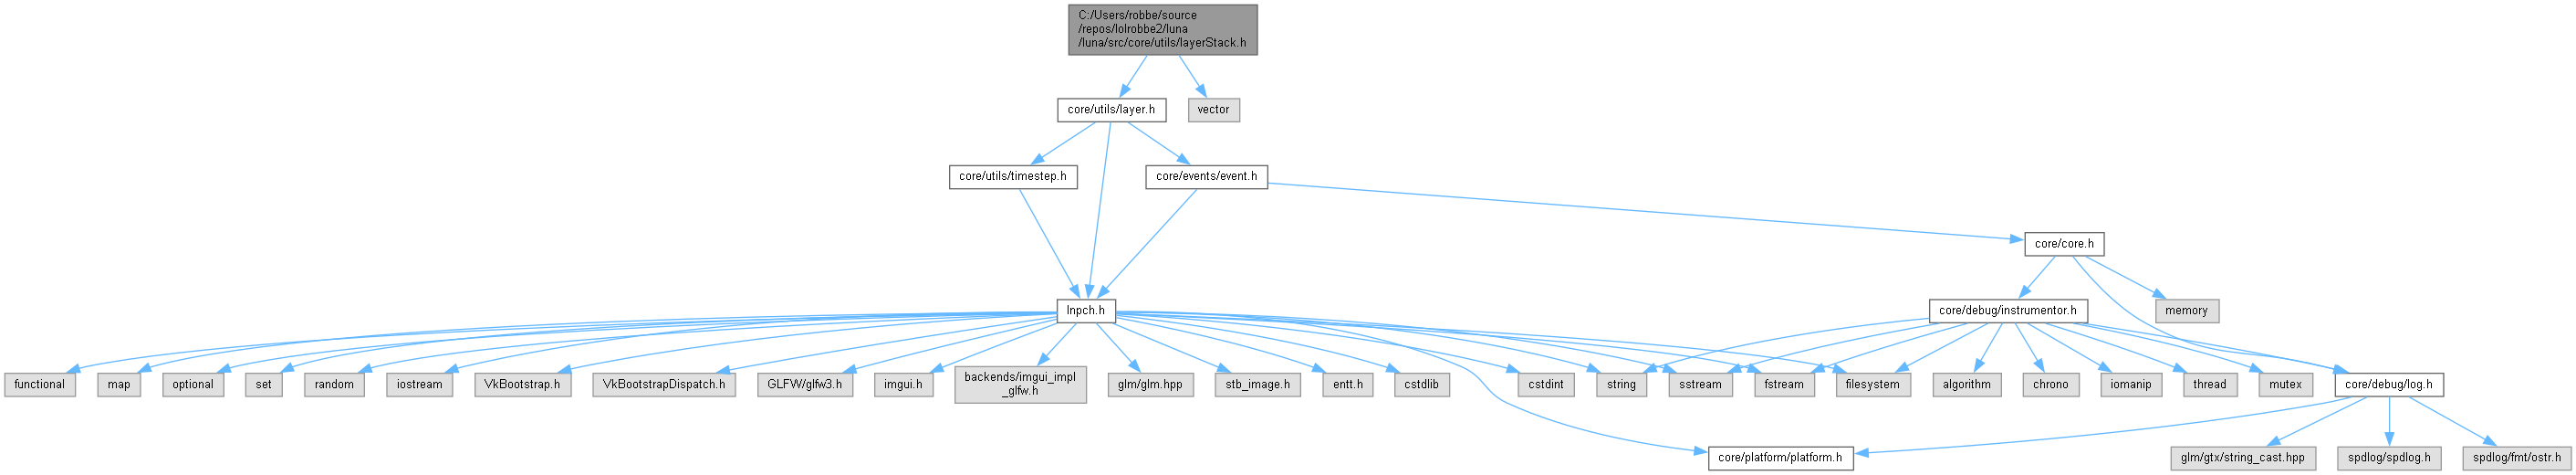 C:/Users/robbe/source
/repos/lolrobbe2/luna
/luna/src/core/utils/layerStack.h
core/utils/layer.h
vector
core/utils/timestep.h
core/events/event.h
core/core.h
lnpch.h
core/debug/instrumentor.h
memory
functional
map
optional
set
random
iostream
VkBootstrap.h
VkBootstrapDispatch.h
GLFW/glfw3.h
imgui.h
backends/imgui_impl
_glfw.h
glm/glm.hpp
stb_image.h
entt.h
cstdlib
cstdint
string
sstream
fstream
filesystem
algorithm
chrono
iomanip
thread
mutex
core/debug/log.h
core/platform/platform.h
glm/gtx/string_cast.hpp
spdlog/spdlog.h
spdlog/fmt/ostr.h